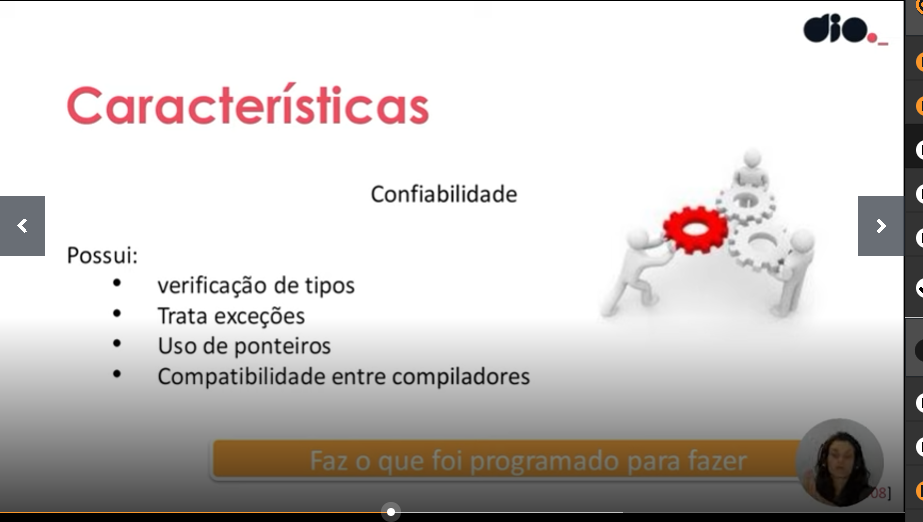 dio._
Características
Confiabilidade
Possui:
• verificação de tipos
• Trata exceções
• Uso de ponteiros
• Compatibilidade entre compiladores
Faz o que foi programado para fazer
08]